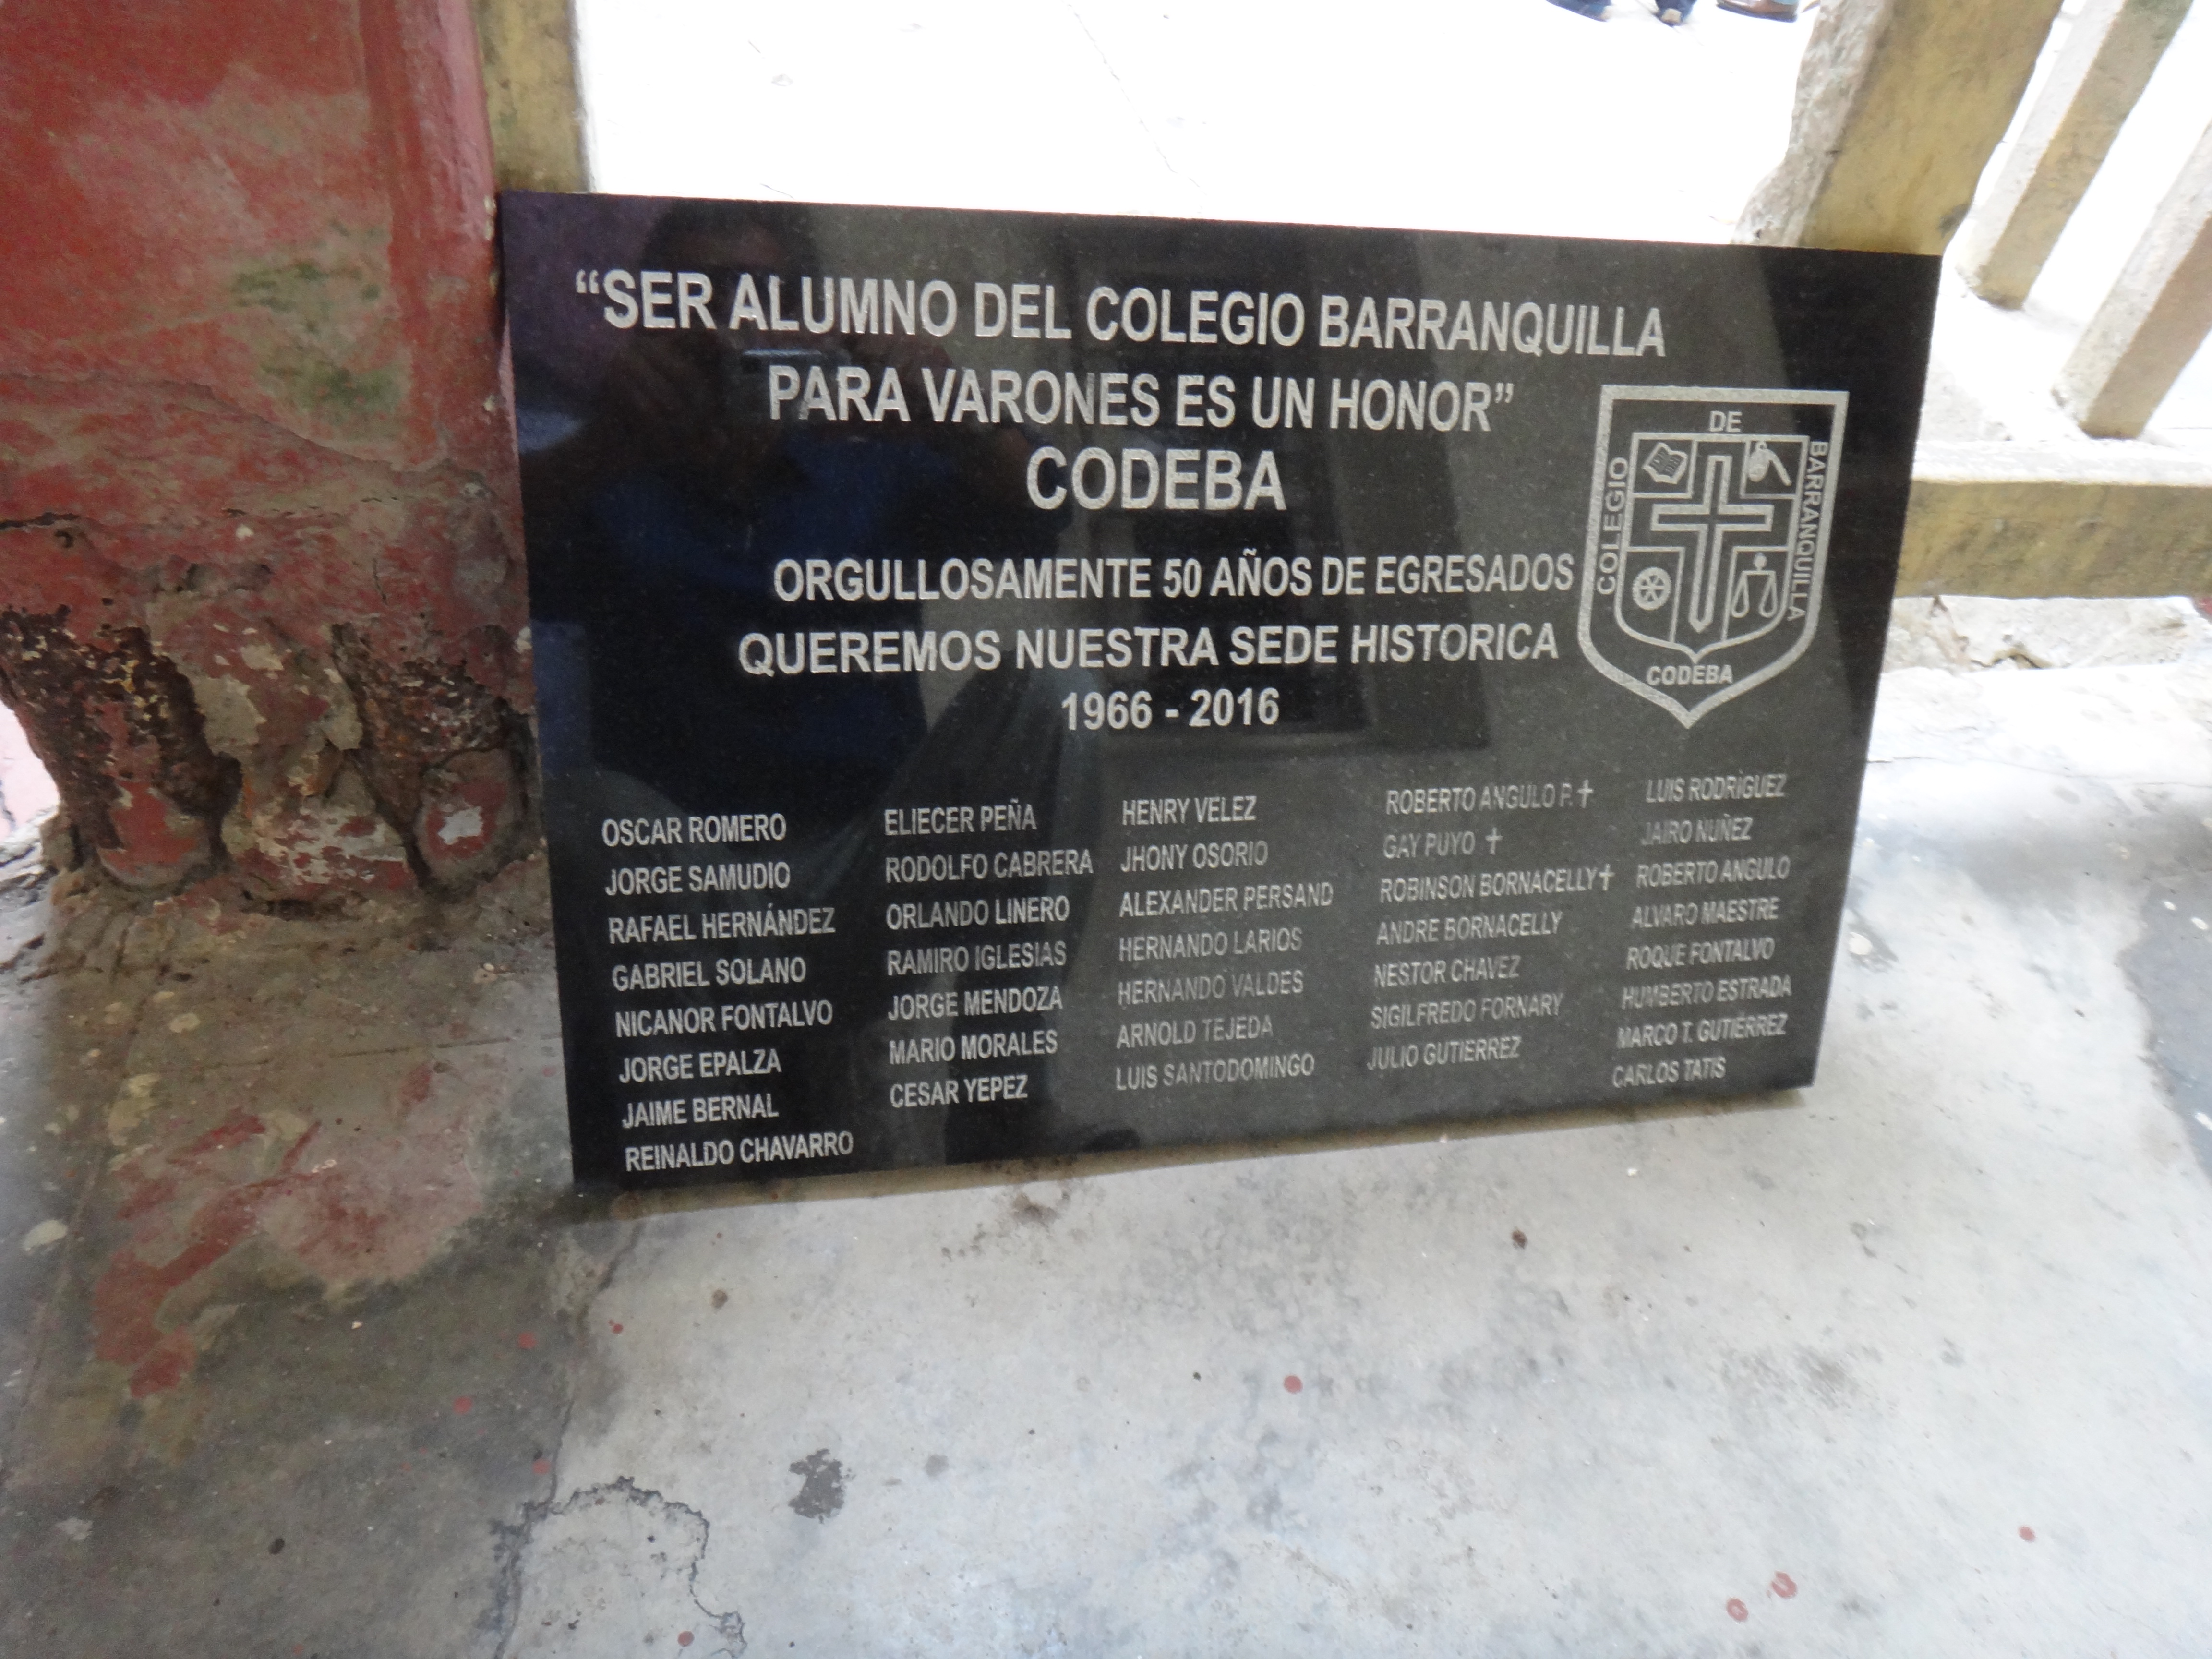 “SER ALUMNO DEL COLEGIO BARRANQUILLA
PARA VARONES ES UN HONOR”
CODEBA
ORGULLOSAMENTE 50 AÑOS DE EGRESADOS
QUEREMOS NUESTRA SEDE HISTORICA
1966 - 2016
COLEGIO
DE
BARRANQUILLA
CODEBA
OSCAR ROMERO
JORGE SAMUDIO
RAFAEL HERNÁNDEZ
GABRIEL SOLANO
NICANOR FONTALVO
JORGE EPALZA
JAIME BERNAL
REINALDO CHAVARRO
ELIECER PEÑA
RODOLFO CABRERA
ORLANDO LINERO
RAMIRO IGLESIAS
JORGE MENDOZA
MARIO MORALES
CESAR YEPEZ
HENRY VELEZ
JHONY OSORIO
ALEXANDER PERSAND
HERNANDO LARIOS
HERNANDO VALDES
ARNOLD TEJEDA
LUIS SANTODOMINGO
ROBERTO ANGULO P. ✝
GAY PUYO ✝
ROBINSON BORNACELLY ✝
ANDRE BORNACELLY
NESTOR CHAVEZ
SIGILFREDO FORNARY
JULIO GUTIERREZ
LUIS RODRÍGUEZ
JAIRO NUÑEZ
ROBERTO ANGULO
ALVARO MAESTRE
ROQUE FONTALVO
HUMBERTO ESTRADA
MARCO T. GUTIÉRREZ
CARLOS TATIS